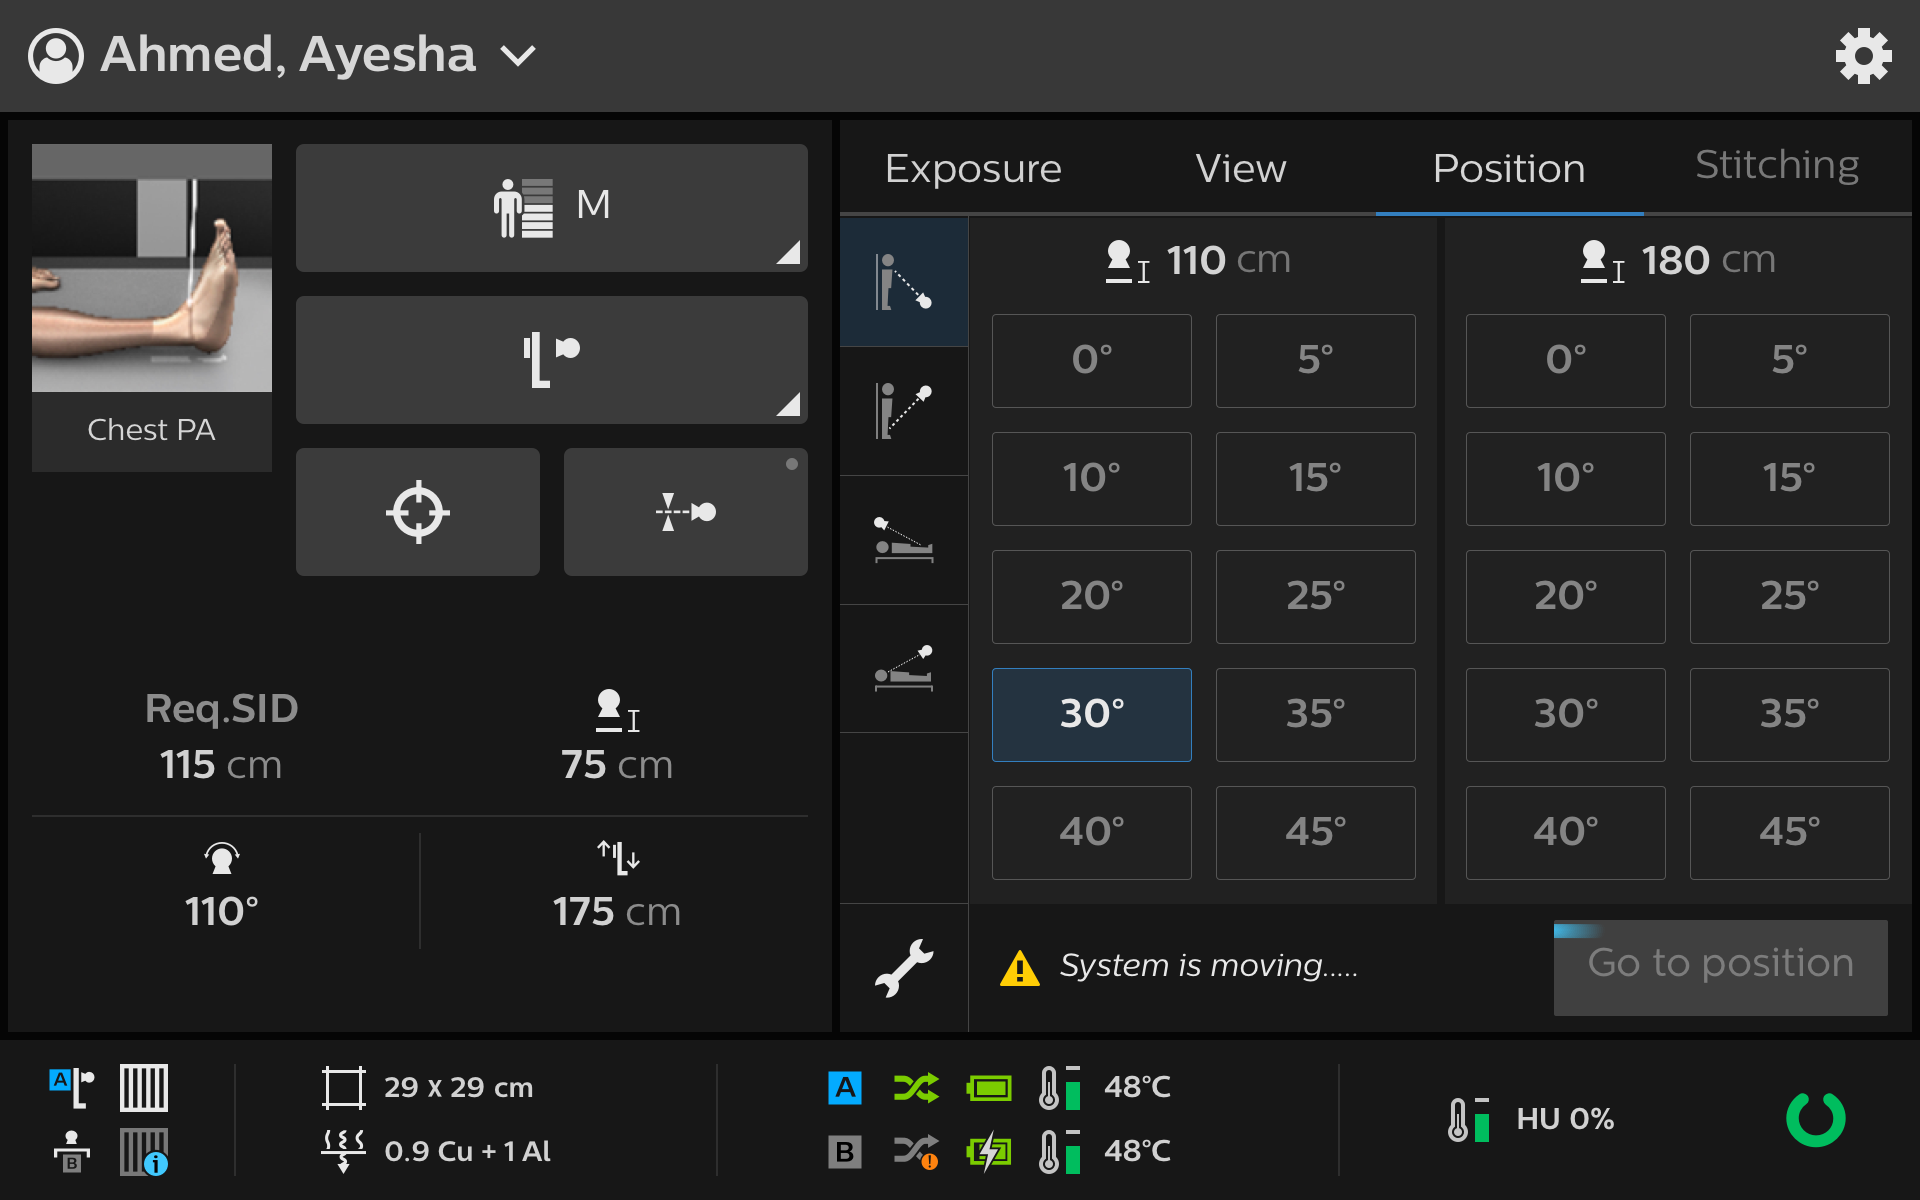 Ahmed, Ayesha
Chest PA
M
Req.SID
115 cm
75 cm
110°
175 cm
Exposure View Position Stitching
110 cm
180 cm
0° 5° 0° 5°
10° 15° 10° 15°
20° 25° 20° 25°
30° 35° 30° 35°
40° 45° 40° 45°
System is moving.....
Go to position
A
B
29 x 29 cm
0.9 Cu + 1 Al
A 48°C
B 48°C
HU 0%